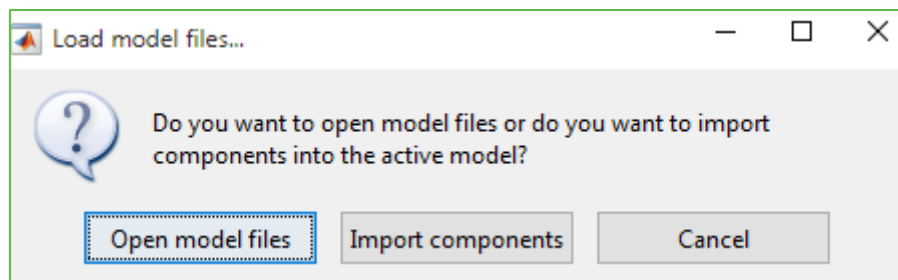 Load model files...
Do you want to open model files or do you want to import
components into the active model?
Open model files Import components Cancel